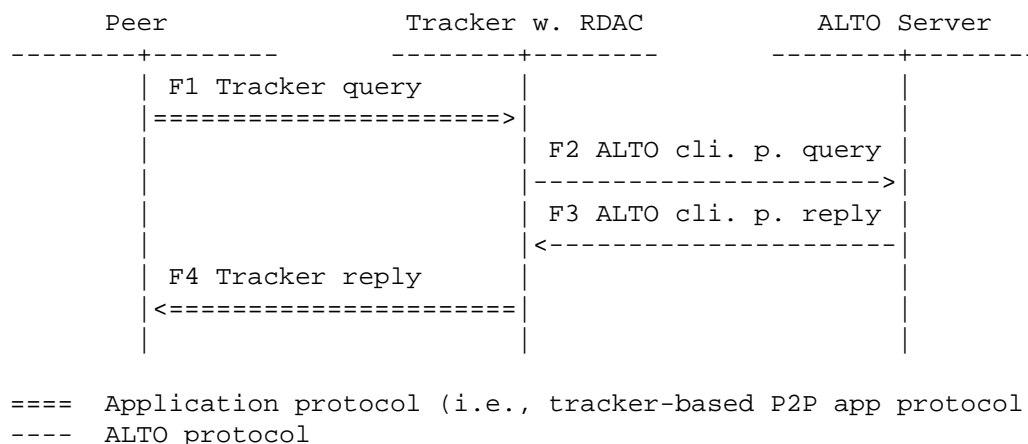 Peer Tracker w. RDAC ALTO Server
--------+-------- --------+-------- --------+--------
| F1 Tracker query | |
|======================>| |
| | F2 ALTO cli. p. query |
| |---------------------->|
| | F3 ALTO cli. p. reply |
| |<----------------------|
| F4 Tracker reply | |
|<======================| |
| | |
==== Application protocol (i.e., tracker-based P2P app protocol
---- ALTO protocol